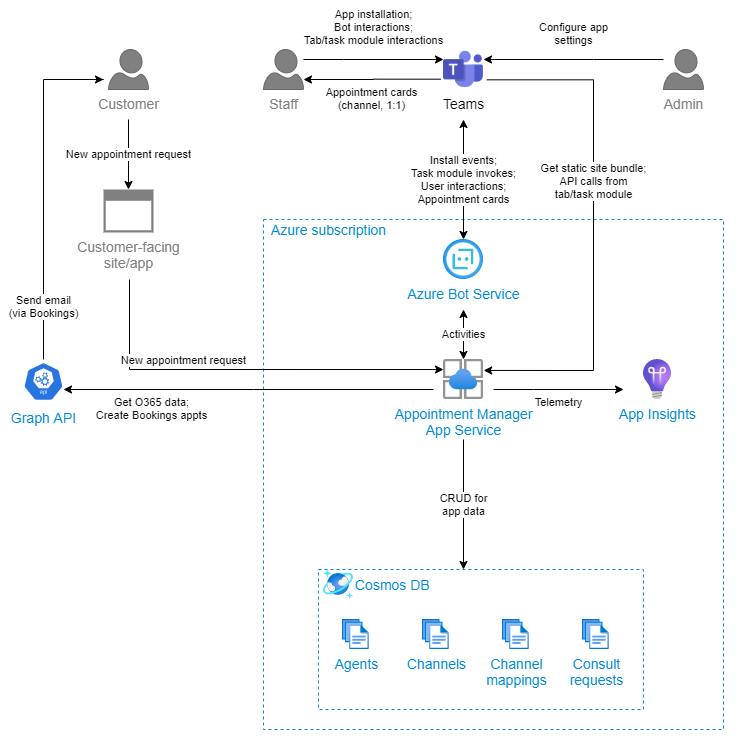 App installation;
Bot interactions;
Tab/task module interactions
Configure app
settings
Customer
Staff
Appointment cards
(channel, 1:1)
T
Teams
Admin
New appointment request
Install events;
Task module invokes;
User interactions;
Appointment cards
Get static site bundle;
API calls from
tab/task module
Customer-facing
site/app
Azure subscription
Azure Bot Service
Send email
(via Bookings)
Activities
New appointment request
Graph API
Get O365 data;
Create Bookings appts
Appointment Manager
App Service
Telemetry
App Insights
CRUD for
app data
Cosmos DB
Agents
Channels
Channel
mappings
Consult
requests